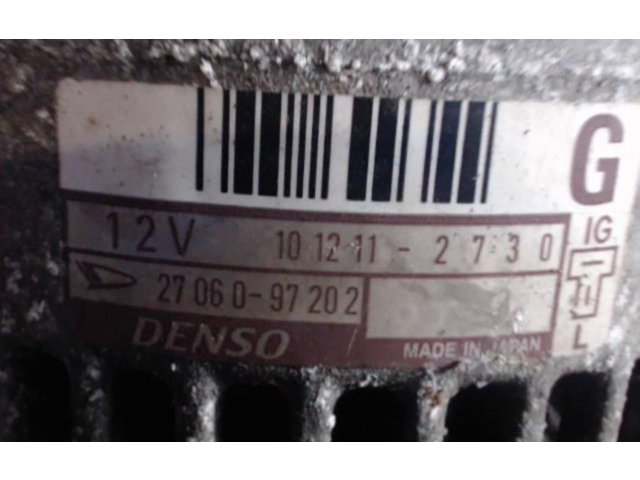 G
12V 101211-2730
IG
27060-97202
L
DENSO
MADE IN JAPAN